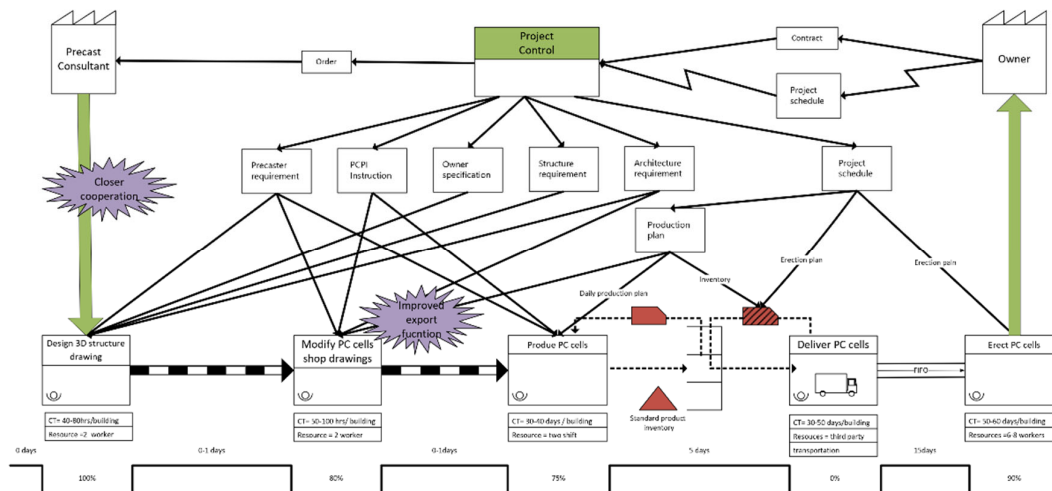 Precast
Consultant
Order
Project
Control
Contract
Project
schedule
Owner
Closer
cooperation
Precaster
requirement
PCPI
Instruction
Owner
specification
Structure
requirement
Architecture
requirement
Project
schedule
Production
plan
Inventory
Erection plan
Daily production plan
Improved
export
fucntion
Design 3D structure
drawing
Modify PC cells
shop drawings
Produe PC cells
Deliver PC cells
Erect PC cells
Standard product
inventory
CT= 40-80hrs/building
Resource =2 worker
CT= 50-100 hrs/building
Resource = 2 worker
CT= 30-40 days / building
Resource= two shift
CT= 30-50 days/building
Resouces = third party
transportation
CT= 50-60 days/building
Resources =6-8 workers
0 days
0-1 days
0-1days
5 days
15days
100%
80%
75%
0%
90%